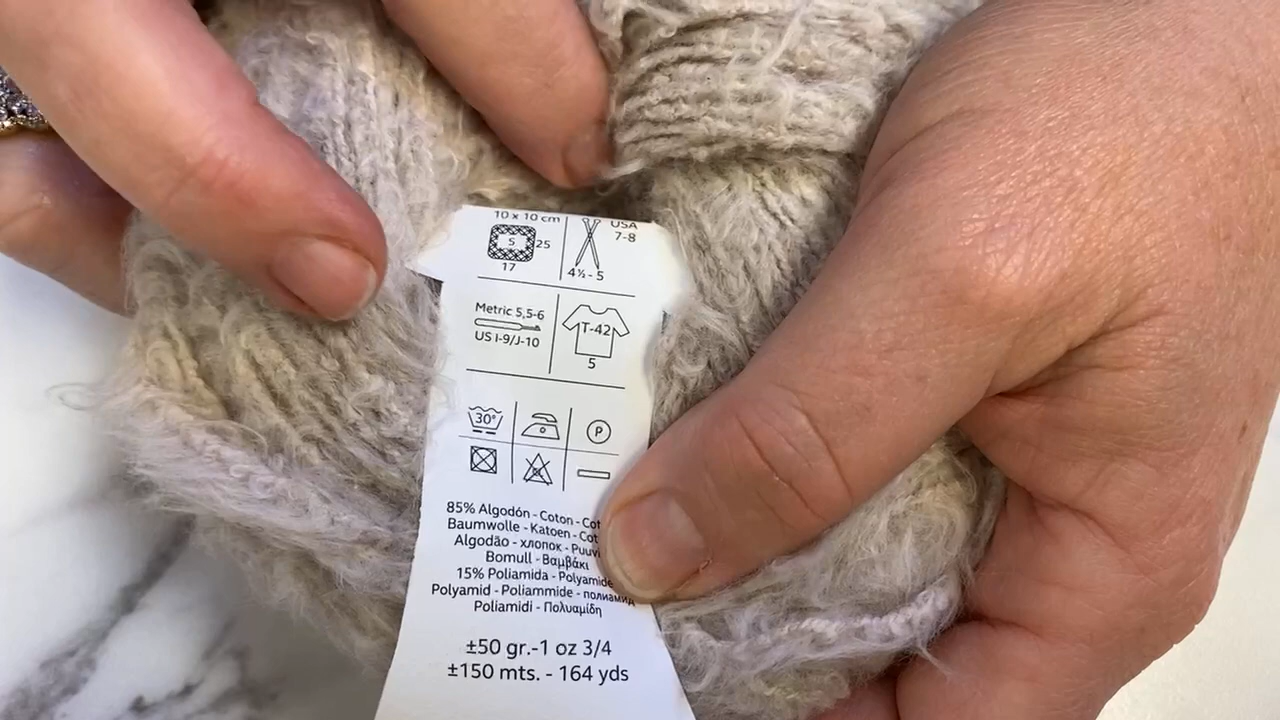 10 x 10 cm
5
25
17
USA
7-8
4½ - 5
Metric 5,5-6
US I-9/J-10
T-42
5
30°
P
85% Algodón - Coton - Cot
Baumwolle - Katoen - Cot
Algodão - хлопок - Puuvi
Bomull - Βαμβάκι
15% Poliamida - Polyamide
Polyamid - Poliammide - полиамид
Poliamidi - Πολυαμίδη
±50 gr.-1 oz 3/4
±150 mts. - 164 yds